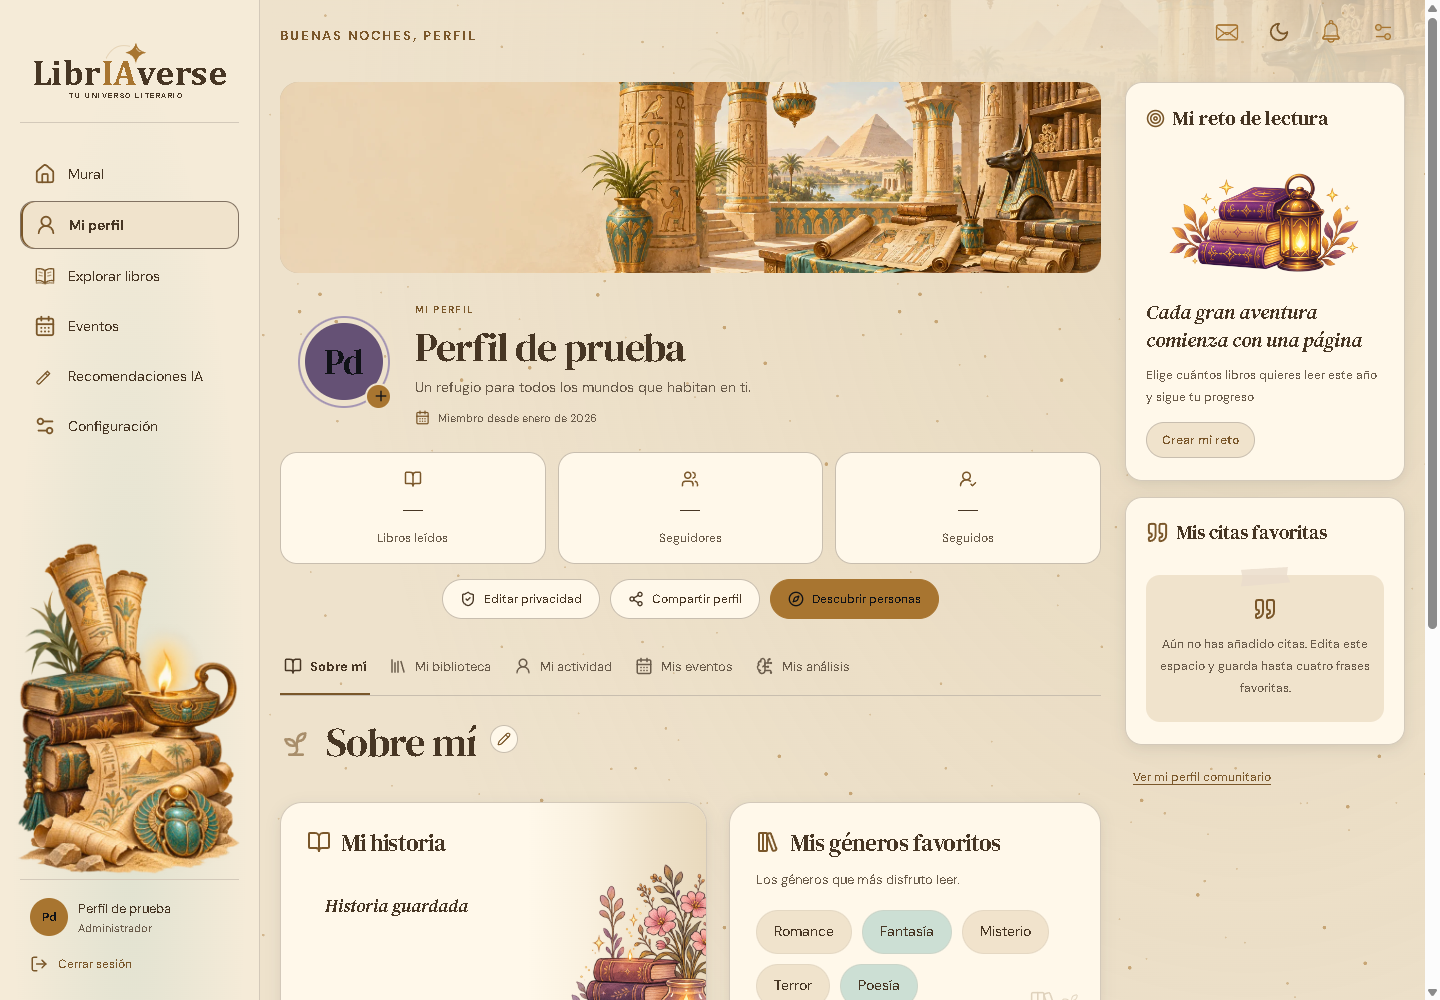 LibrIAverse
TU UNIVERSO LITERARIO
Mural
Mi perfil
Explorar libros
Eventos
Recomendaciones IA
Configuración
Pd
Perfil de prueba
Administrador
Cerrar sesión
BUENAS NOCHES, PERFIL
MI PERFIL
Pd
Perfil de prueba
Un refugio para todos los mundos que habitan en ti.
Miembro desde enero de 2026
—
Libros leídos
—
Seguidores
—
Seguidos
Editar privacidad
Compartir perfil
Descubrir personas
Sobre mí
Mi biblioteca
Mi actividad
Mis eventos
Mis análisis
Sobre mí
Mi historia
Historia guardada
Mis géneros favoritos
Los géneros que más disfruto leer.
Romance
Fantasía
Misterio
Terror
Poesía
Mi reto de lectura
Cada gran aventura
comienza con una página
Elige cuántos libros quieres leer este año
y sigue tu progreso
Crear mi reto
Mis citas favoritas
Aún no has añadido citas. Edita este
espacio y guarda hasta cuatro frases
favoritas.
Ver mi perfil comunitario